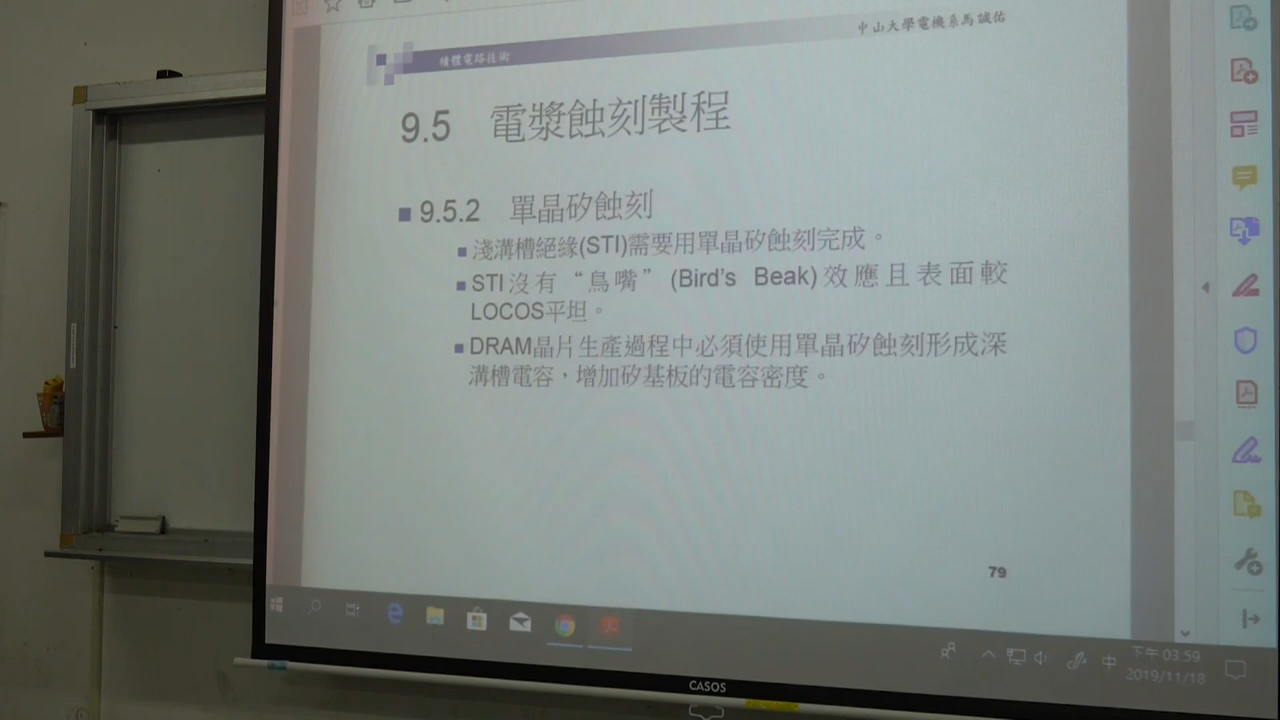 中山大學電機系馬誠佑
積體電路技術
9.5 電漿蝕刻製程
9.5.2 單晶矽蝕刻
淺溝槽絕緣(STI)需要用單晶矽蝕刻完成。
STI沒有“鳥嘴”(Bird's Beak)效應且表面較
LOCOS平坦。
DRAM晶片生產過程中必須使用單晶矽蝕刻形成深
溝槽電容，增加矽基板的電容密度。
79
中
下午 03:59
2019/11/18
CASOS